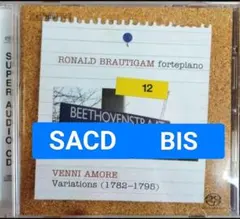 SUPER AUDIO CD
RONALD BRAUTIGAM fortepiano
12
BEETHOVENSTRA
SACD BIS
VENNI AMORE
Variations (1782–1795)